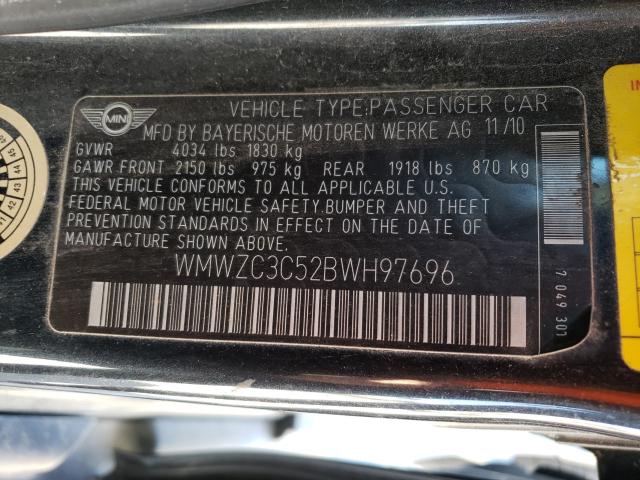 MINI
VEHICLE TYPE:PASSENGER CAR
MFD BY BAYERISCHE MOTOREN WERKE AG 11/10
GVWR 4034 lbs 1830 kg
GAWR FRONT 2150 lbs 975 kg REAR 1918 lbs 870 kg
THIS VEHICLE CONFORMS TO ALL APPLICABLE U.S.
FEDERAL MOTOR VEHICLE SAFETY.BUMPER AND THEFT
PREVENTION STANDARDS IN EFFECT ON THE DATE OF
MANUFACTURE SHOWN ABOVE.
WMWZC3C52BWH97696
7 049 301